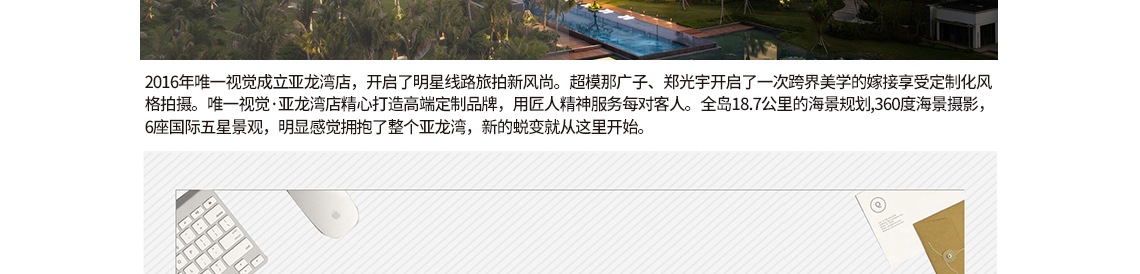 2016年唯一视觉成立亚龙湾店，开启了明星线路旅拍新风尚。超模那广子、郑光宇开启了一次跨界美学的嫁接享受定制化风
格拍摄。唯一视觉·亚龙湾店精心打造高端定制品牌，用匠人精神服务每对客人。全岛18.7公里的海景规划,360度海景摄影，
6座国际五星景观，明显感觉拥抱了整个亚龙湾，新的蜕变就从这里开始。